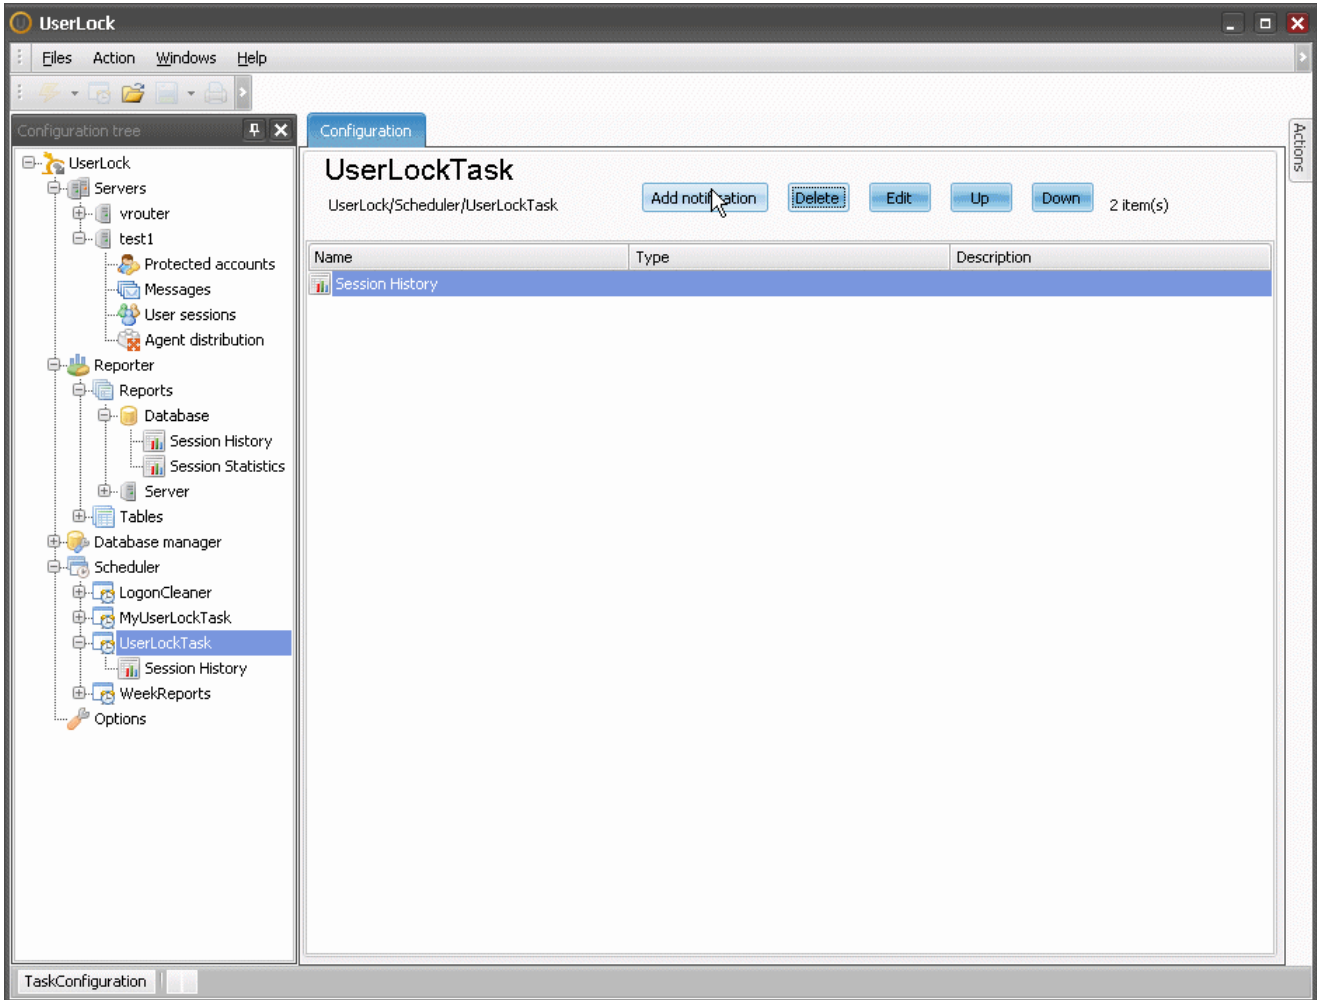 UserLock
Files Action Windows Help
Configuration tree
Configuration
Actions
UserLock
Servers
vrouter
test1
Protected accounts
Messages
User sessions
Agent distribution
Reporter
Reports
Database
Session History
Session Statistics
Server
Tables
Database manager
Scheduler
LogonCleaner
MyUserLockTask
UserLockTask
Session History
WeekReports
Options
UserLockTask
UserLock/Scheduler/UserLockTask
Add notification Delete Edit Up Down 2 item(s)
Name Type Description
Session History
TaskConfiguration